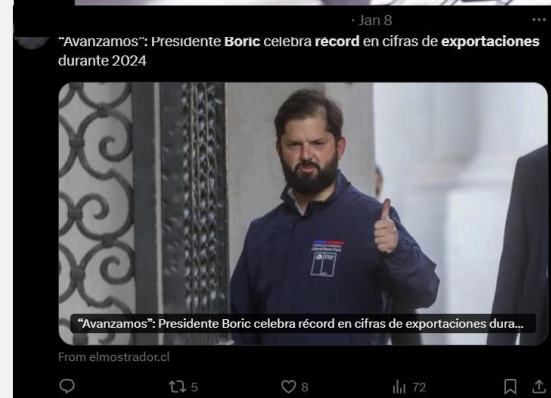 · Jan 8
“Avanzamos”: Presidente Boric celebra récord en cifras de exportaciones
durante 2024
“Avanzamos”: Presidente Boric celebra récord en cifras de exportaciones dura...
From elmostrador.cl
5 8 72